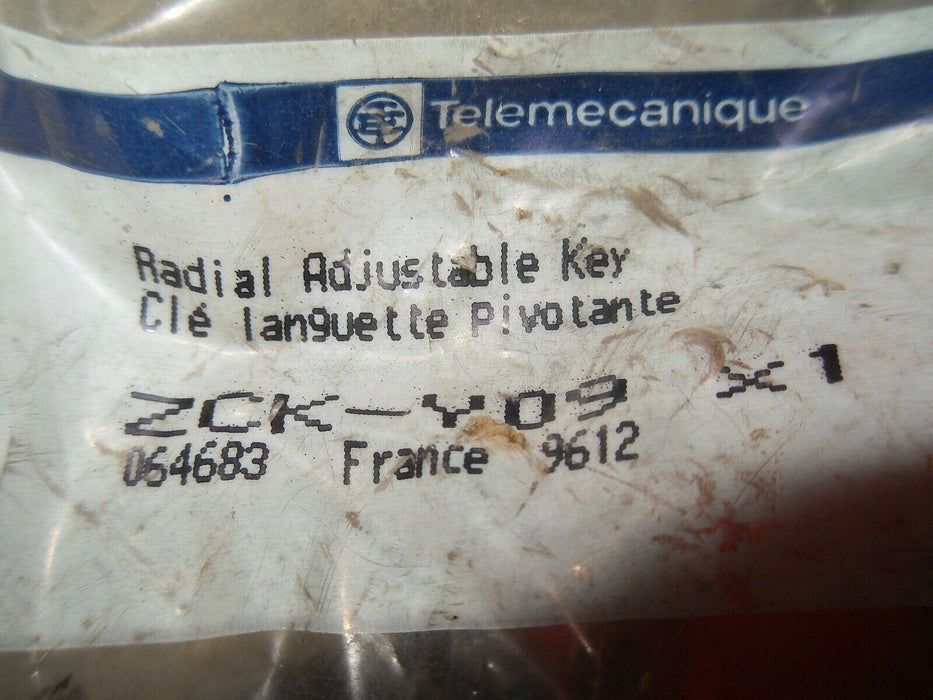 Telemecanique
Radial Adjustable Key
Clé languette Pivotante
ZCK-Y09 x1
064683 France 9612